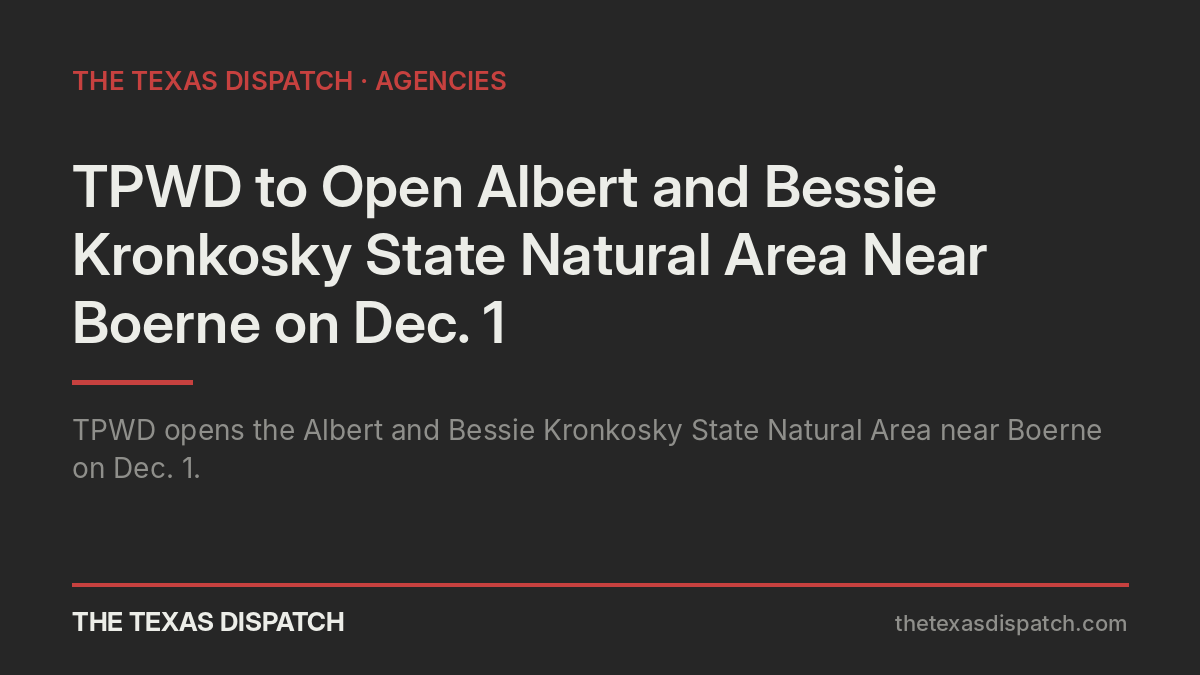 THE TEXAS DISPATCH · AGENCIES
TPWD to Open Albert and Bessie
Kronkosky State Natural Area Near
Boerne on Dec. 1
TPWD opens the Albert and Bessie Kronkosky State Natural Area near Boerne
on Dec. 1.
THE TEXAS DISPATCH
thetexasdispatch.com